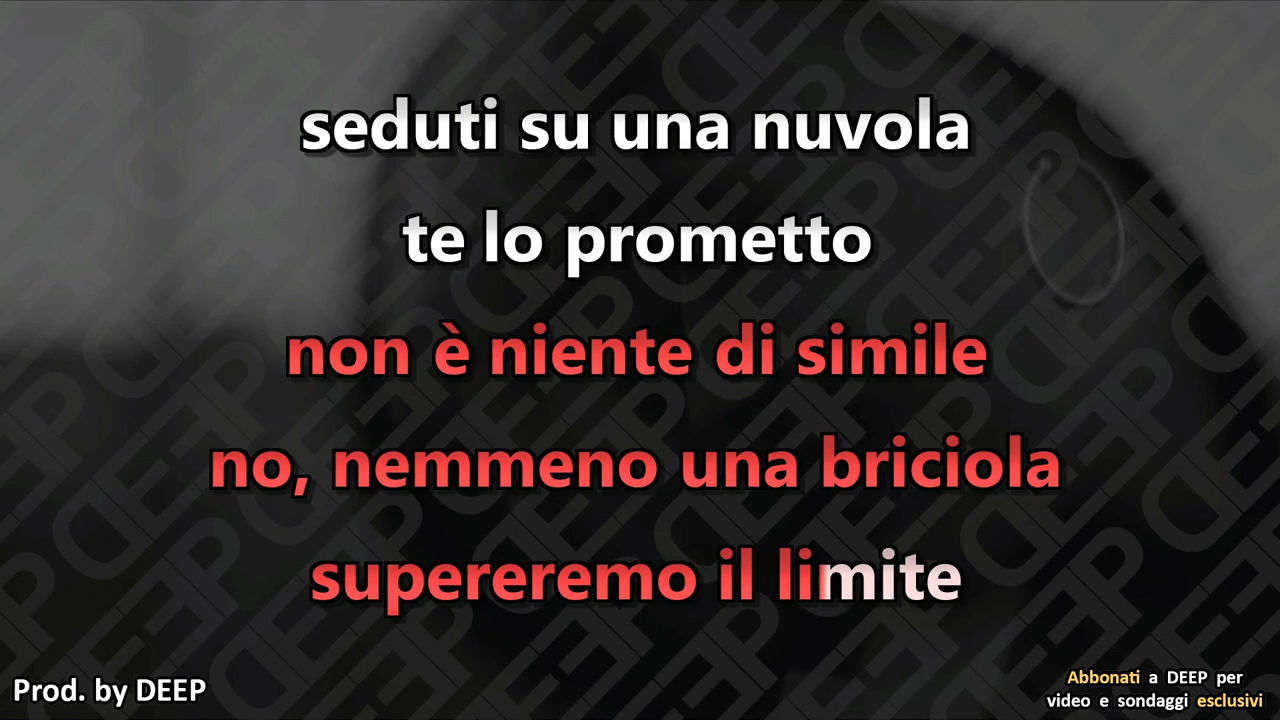 seduti su una nuvola
te lo prometto
non è niente di simile
no, nemmeno una briciola
supereremo il limite
Prod. by DEEP
Abbonati a DEEP per
video e sondaggi esclusivi